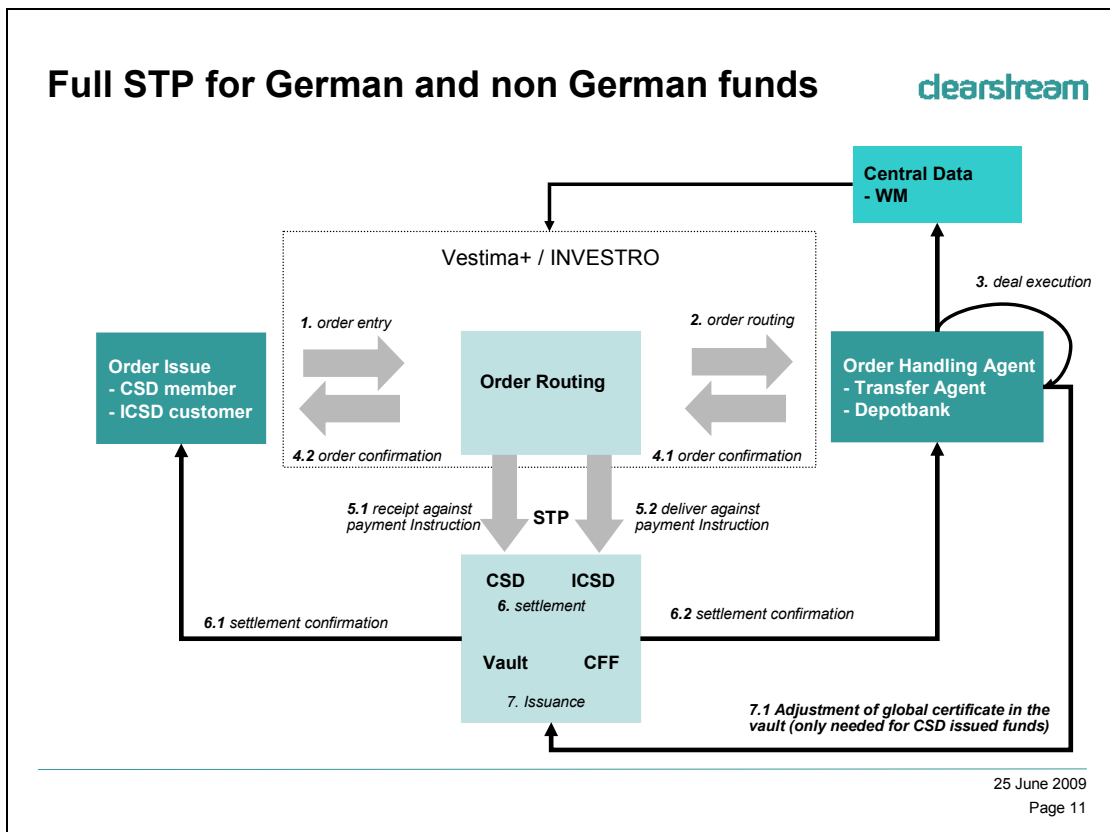 Full STP for German and non German funds
clearstream
Central Data
- WM
Vestima+ / INVESTRO
3. deal execution
1. order entry
2. order routing
Order Issue
- CSD member
- ICSD customer
Order Routing
Order Handling Agent
- Transfer Agent
- Depotbank
4.2 order confirmation
4.1 order confirmation
5.1 receipt against
payment Instruction
STP
5.2 deliver against
payment Instruction
CSD ICSD
6. settlement
6.1 settlement confirmation
6.2 settlement confirmation
Vault CFF
7. Issuance
7.1 Adjustment of global certificate in the
vault (only needed for CSD issued funds)
25 June 2009
Page 11